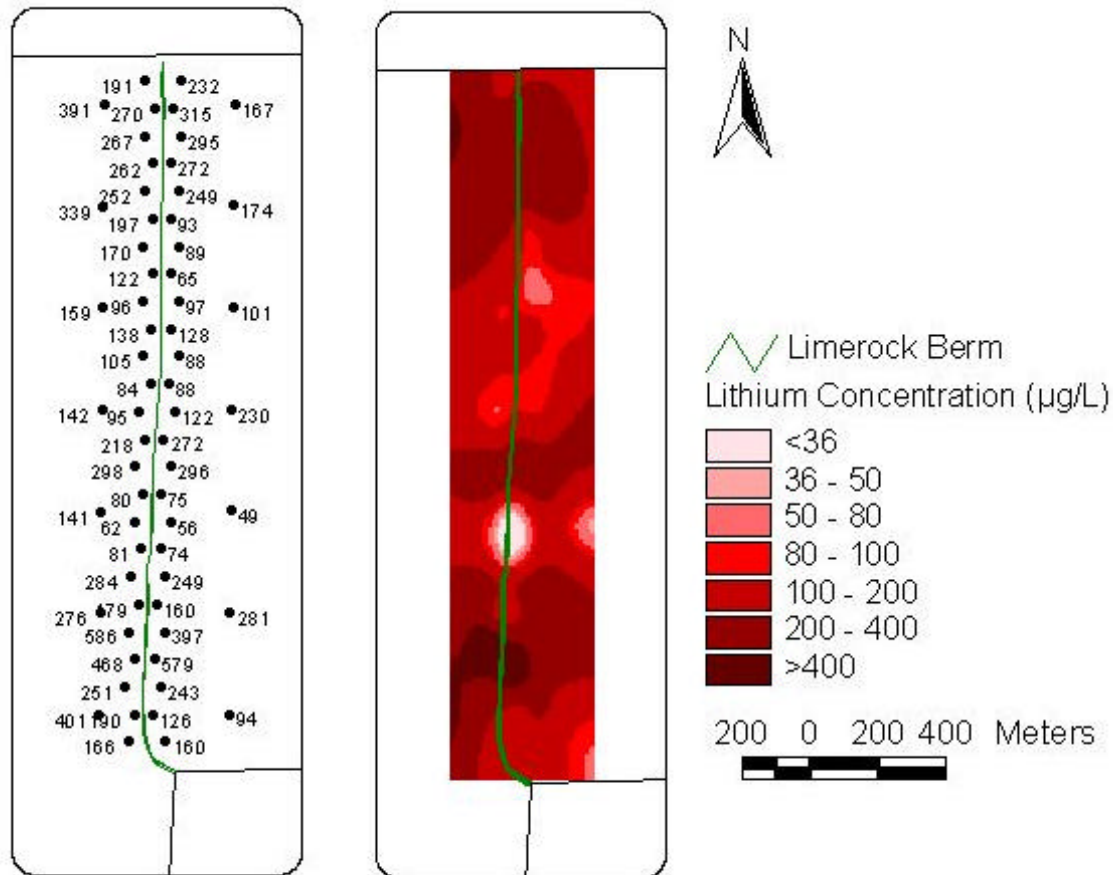 N
191 232
391 270 315 167
267 295
262 272
252 249
339 174
197 93
170 89
122 65
159 96 97 101
138 128
105 88
84 88
142 95 122 230
218 272
298 296
80 75
141 49
62 56
81 74
284 249
276 179 160 281
586 397
468 579
251 243
401 190 126 94
166 160
Limerock Berm
Lithium Concentration (µg/L)
<36
36 - 50
50 - 80
80 - 100
100 - 200
200 - 400
>400
200 0 200 400 Meters